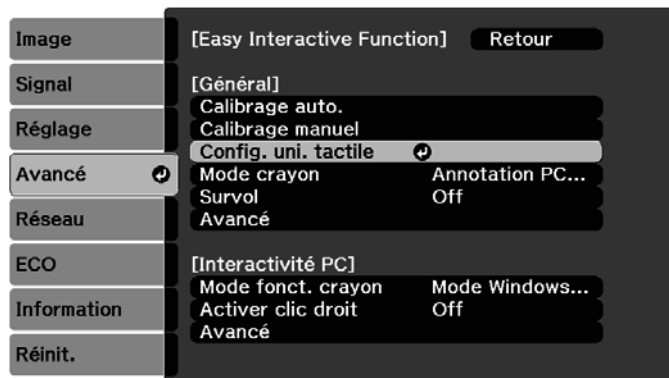 Image
Signal
Réglage
Avancé
Réseau
ECO
Information
Réinit.
[Easy Interactive Function] Retour
[Général]
Calibrage auto.
Calibrage manuel
Config. uni. tactile
Mode crayon Annotation PC...
Survol Off
Avancé
[Interactivité PC]
Mode fonct. crayon Mode Windows...
Activer clic droit Off
Avancé